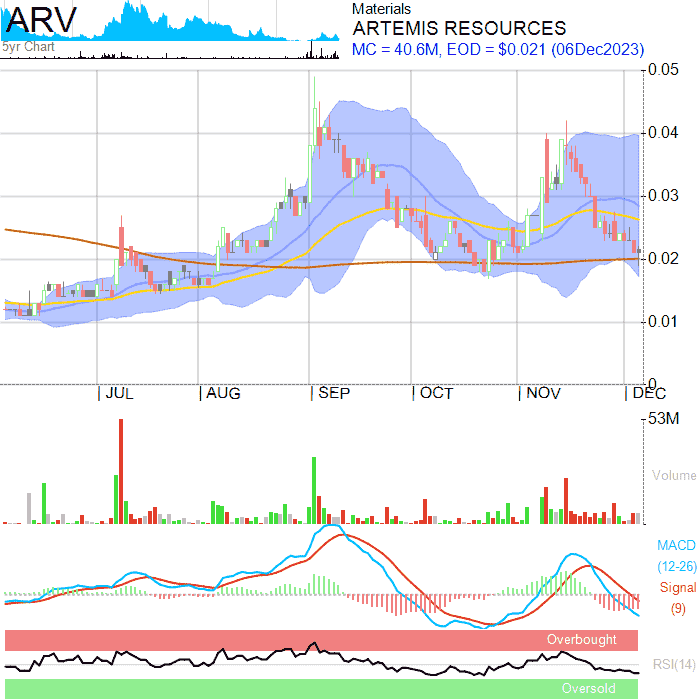 ARV
5yr Chart
Materials
ARTEMIS RESOURCES
MC = 40.6M, EOD = $0.021 (06Dec2023)
0.05
0.04
0.03
0.02
0.01
0
JUL AUG SEP OCT NOV DEC
53M
Volume
MACD
(12-26)
Signal
(9)
Overbought
RSI(14)
Oversold